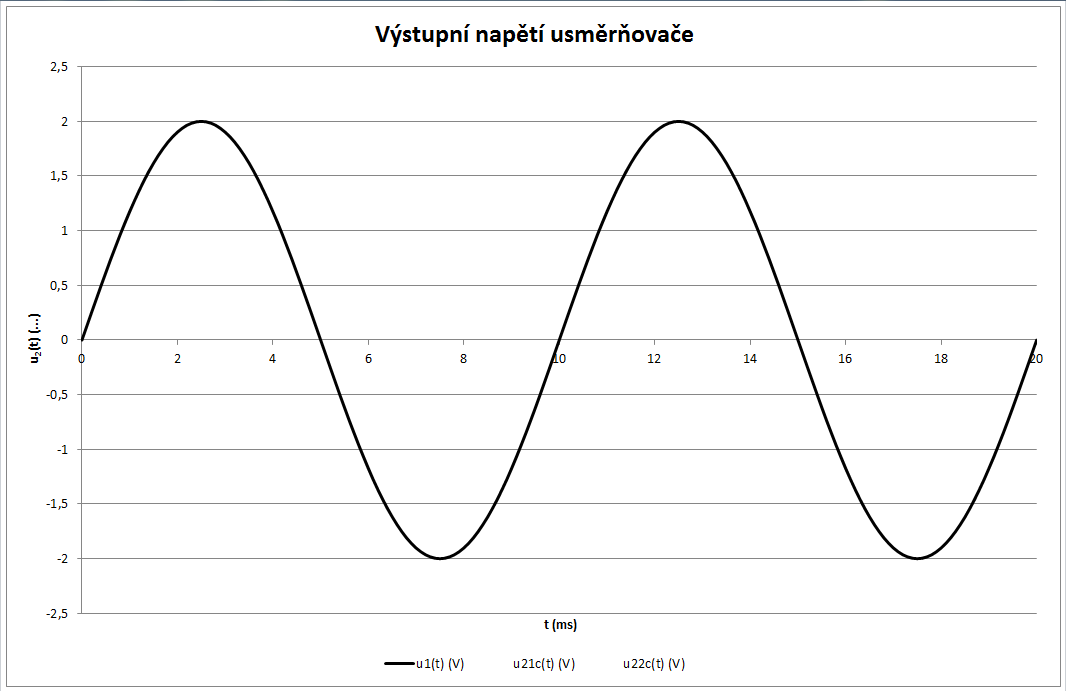 Výstupní napětí usměrňovače
2,5
2
1,5
1
0,5
0
-0,5
-1
-1,5
-2
-2,5
u2(t) (...)
0 2 4 6 8 10 12 14 16 18 20
t (ms)
u1(t) (V) u21c(t) (V) u22c(t) (V)